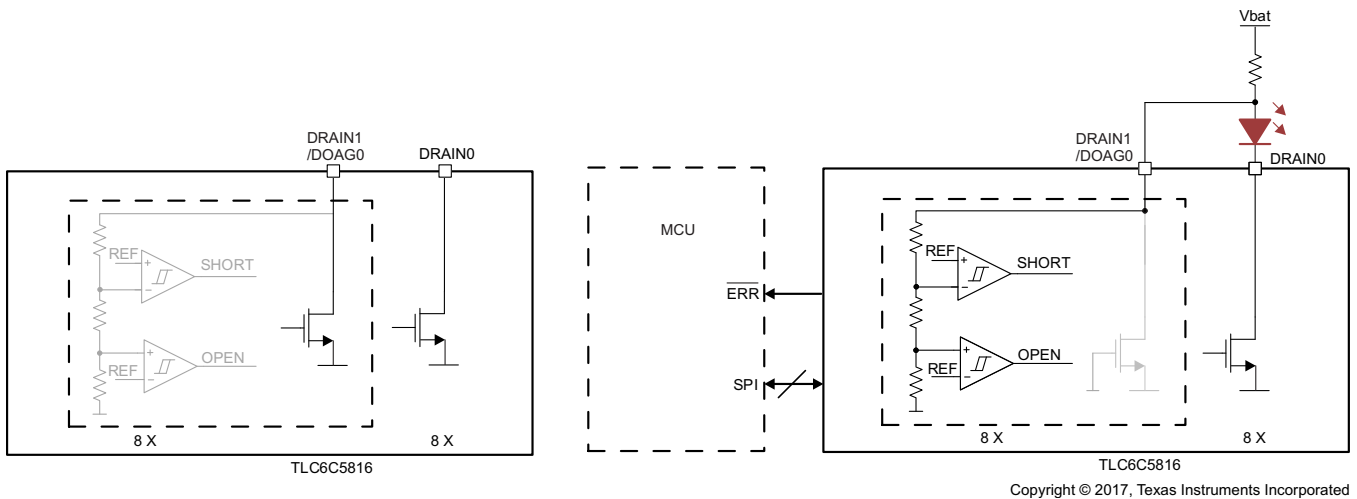 DRAIN1
/DOAG0
DRAIN0
REF
SHORT
REF
OPEN
8 X
8 X
TLC6C5816
MCU
ERR
SPI
Vbat
DRAIN1
/DOAG0
DRAIN0
REF
SHORT
REF
OPEN
8 X
8 X
TLC6C5816
Copyright © 2017, Texas Instruments Incorporated